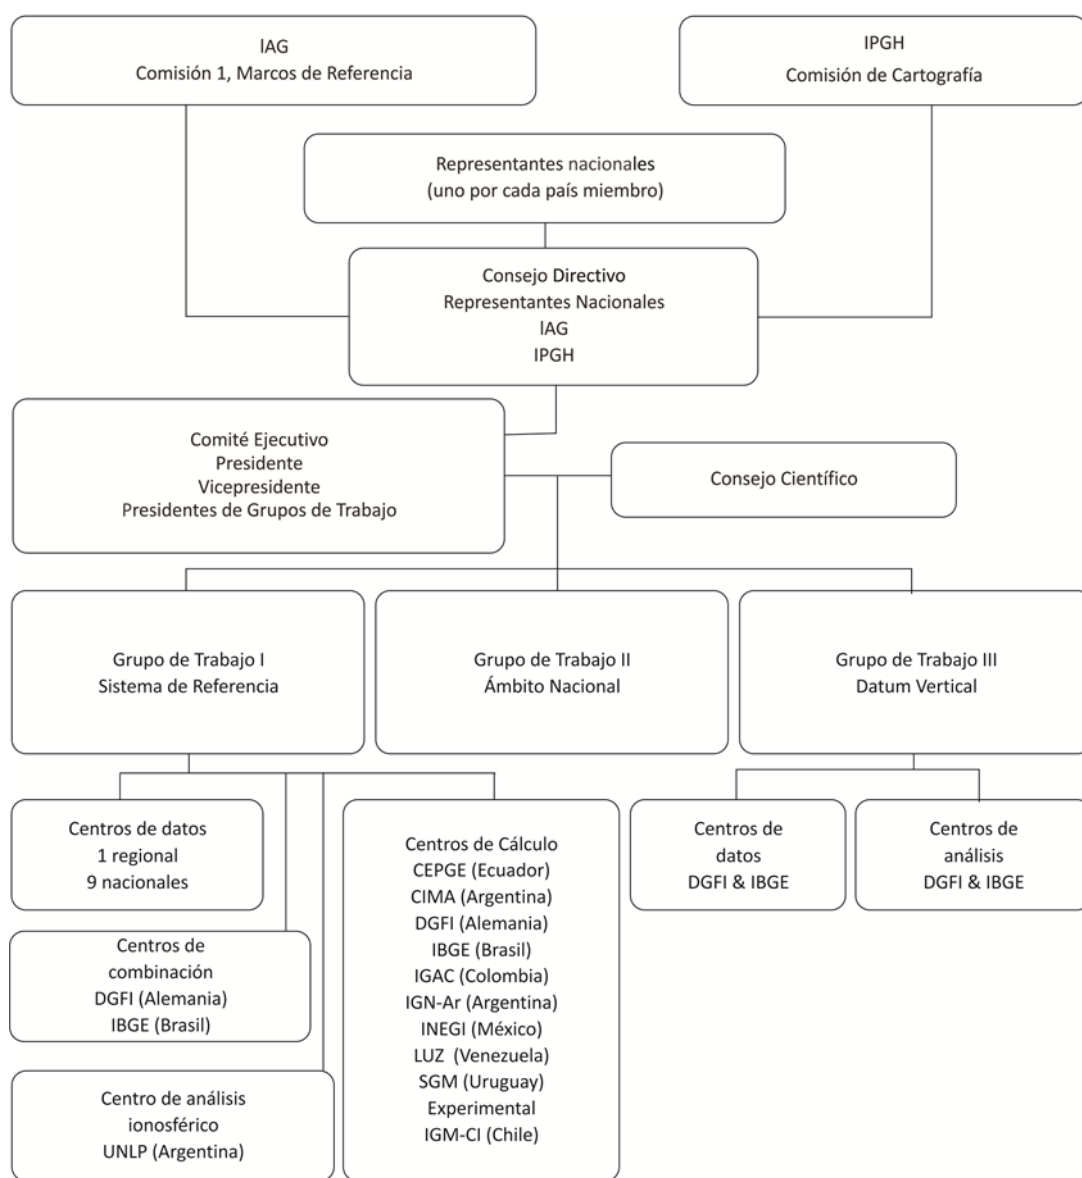 IAG
Comisión 1, Marcos de Referencia
IPGH
Comisión de Cartografía
Representantes nacionales
(uno por cada país miembro)
Consejo Directivo
Representantes Nacionales
IAG
IPGH
Comité Ejecutivo
Presidente
Vicepresidente
Presidentes de Grupos de Trabajo
Consejo Científico
Grupo de Trabajo I
Sistema de Referencia
Grupo de Trabajo II
Ámbito Nacional
Grupo de Trabajo III
Datum Vertical
Centros de datos
1 regional
9 nacionales
Centros de
combinación
DGFI (Alemania)
IBGE (Brasil)
Centro de análisis
ionosférico
UNLP (Argentina)
Centros de Cálculo
CEPGE (Ecuador)
CIMA (Argentina)
DGFI (Alemania)
IBGE (Brasil)
IGAC (Colombia)
IGN-Ar (Argentina)
INEGI (México)
LUZ (Venezuela)
SGM (Uruguay)
Experimental
IGM-Cl (Chile)
Centros de
datos
DGFI & IBGE
Centros de
análisis
DGFI & IBGE